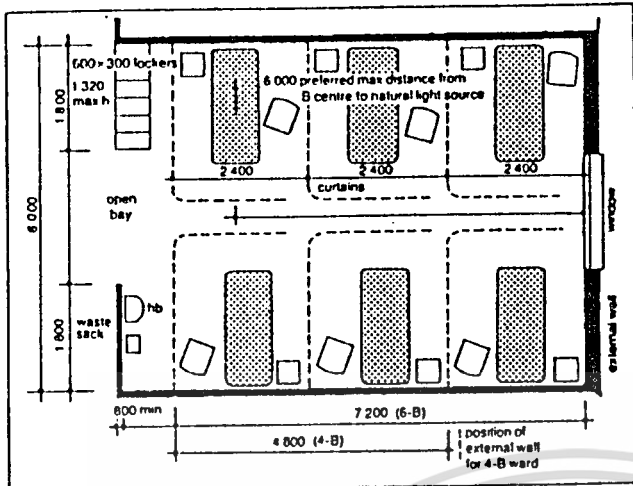 600 x 300 lockers
1 320
max h
6 000 preferred max distance from
B centre to natural light source
1 800
2 400
2 400
2 400
curtains
open
bay
6 000
window
hb
waste
sack
1 800
external wall
600 min
7 200 (6-B)
4 800 (4-B)
position of
external wall
for 4-B ward